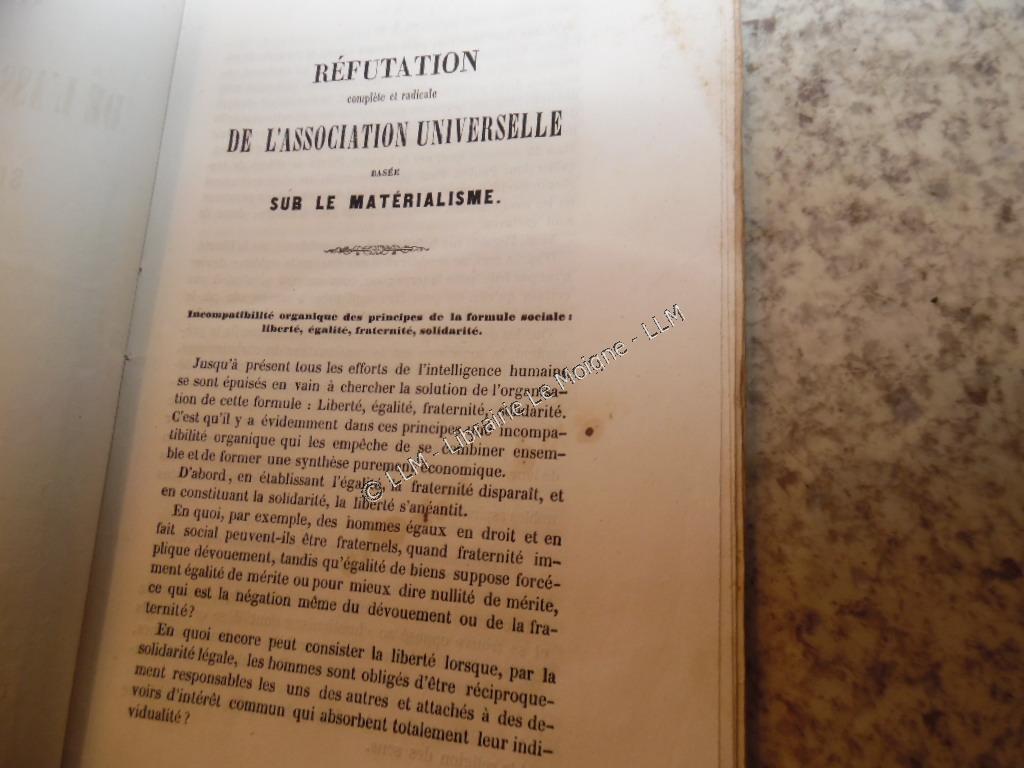 RÉFUTATION
complète et radicale
DE L'ASSOCIATION UNIVERSELLE
BASÉE
SUR LE MATÉRIALISME.
Incompatibilité organique des principes de la formule sociale :
liberté, égalité, fraternité, solidarité.
Jusqu'à présent tous les efforts de l'intelligence humaine
se sont épuisés en vain à chercher la solution de l'organisa-
tion de cette formule : Liberté, égalité, fraternité, solidarité.
C'est qu'il y a évidemment dans ces principes une incompa-
tibilité organique qui les empêche de se combiner ensem-
ble et de former une synthèse purement économique.
D'abord, en établissant l'égalité, la fraternité disparaît, et
en constituant la solidarité, la liberté s'anéantit.
En quoi, par exemple, des hommes égaux en droit et en
fait social peuvent-ils être fraternels, quand fraternité im-
plique dévouement, tandis qu'égalité de biens suppose forcé-
ment égalité de mérite ou pour mieux dire nullité de mérite,
ce qui est la négation même du dévouement ou de la fra-
ternité?
En quoi encore peut consister la liberté lorsque, par la
solidarité légale, les hommes sont obligés d'être réciproque-
ment responsables les uns des autres et attachés à des de-
voirs d'intérêt commun qui absorbent totalement leur indi-
vidualité?
© LLM - Librairie Le Moigne - LLM